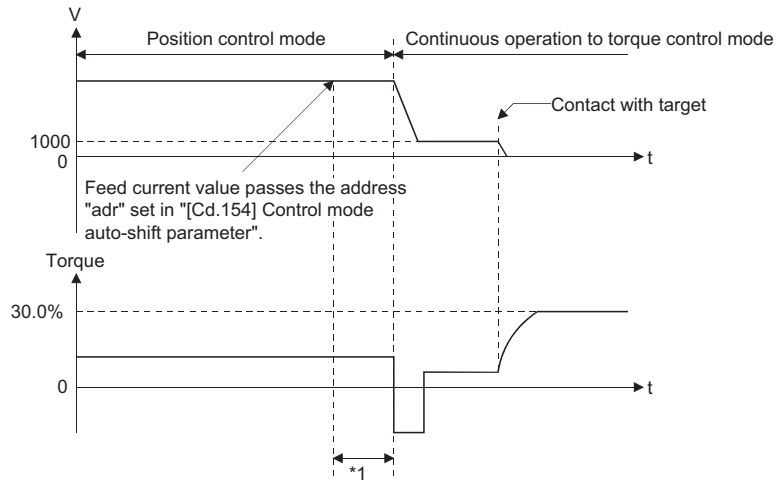 V
Position control mode
Continuous operation to torque control mode
Contact with target
1000
0
t
Feed current value passes the address
"adr" set in "[Cd.154] Control mode
auto-shift parameter".
Torque
30.0%
0
t
*1